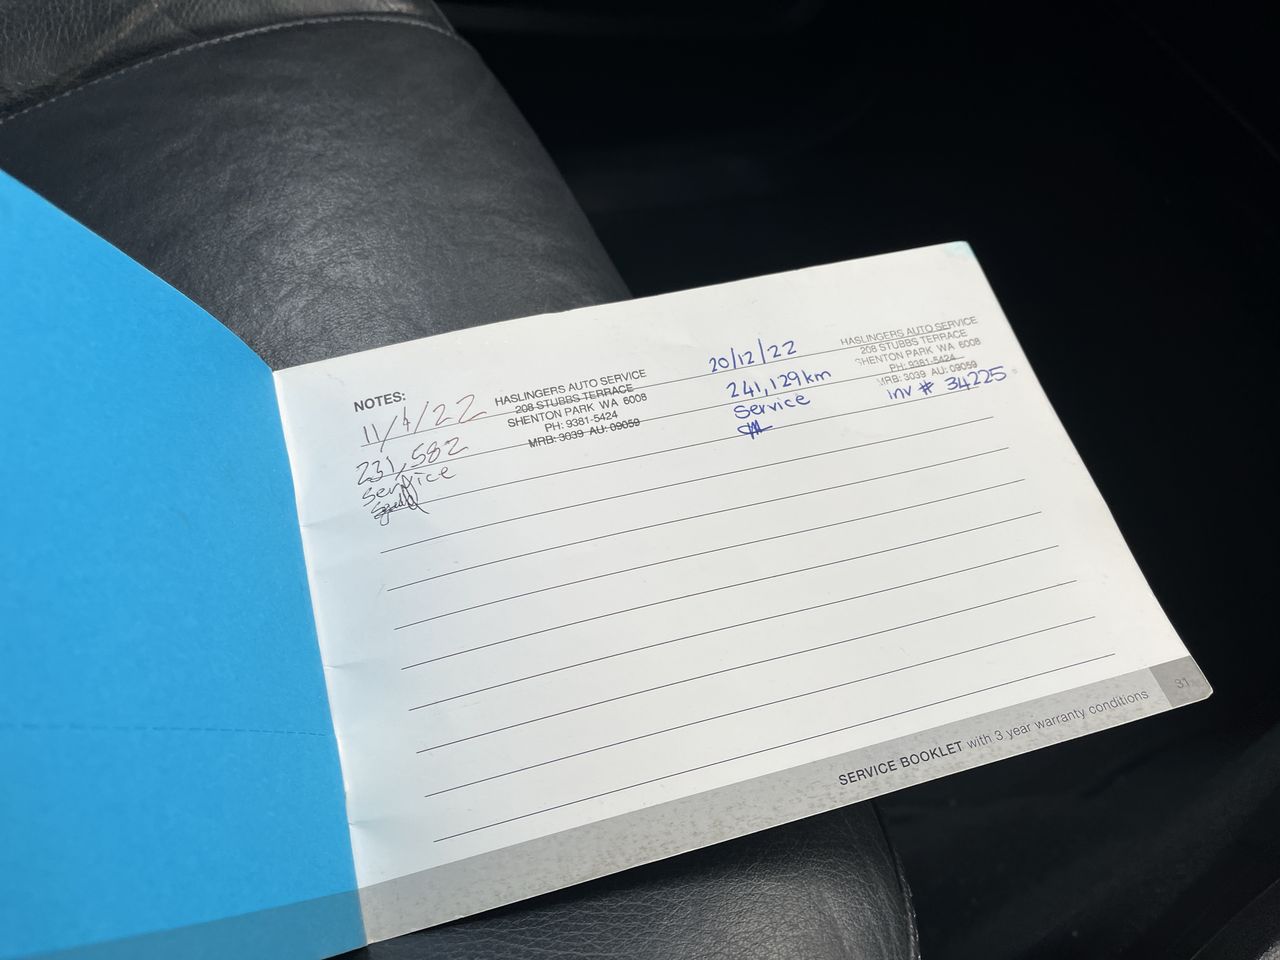 NOTES:
11/4/22
231,582
Service
HASLINGERS AUTO SERVICE
208 STUBBS TERRACE
SHENTON PARK WA 6008
PH: 9381-5424
MRB: 3039 AU: 09059
20/12/22
241,129km
Service
HASLINGERS AUTO SERVICE
208 STUBBS TERRACE
SHENTON PARK WA 6008
PH: 9381-5424
MRB: 3039 AU: 09059
inv # 34225
SERVICE BOOKLET with 3 year warranty conditions
31